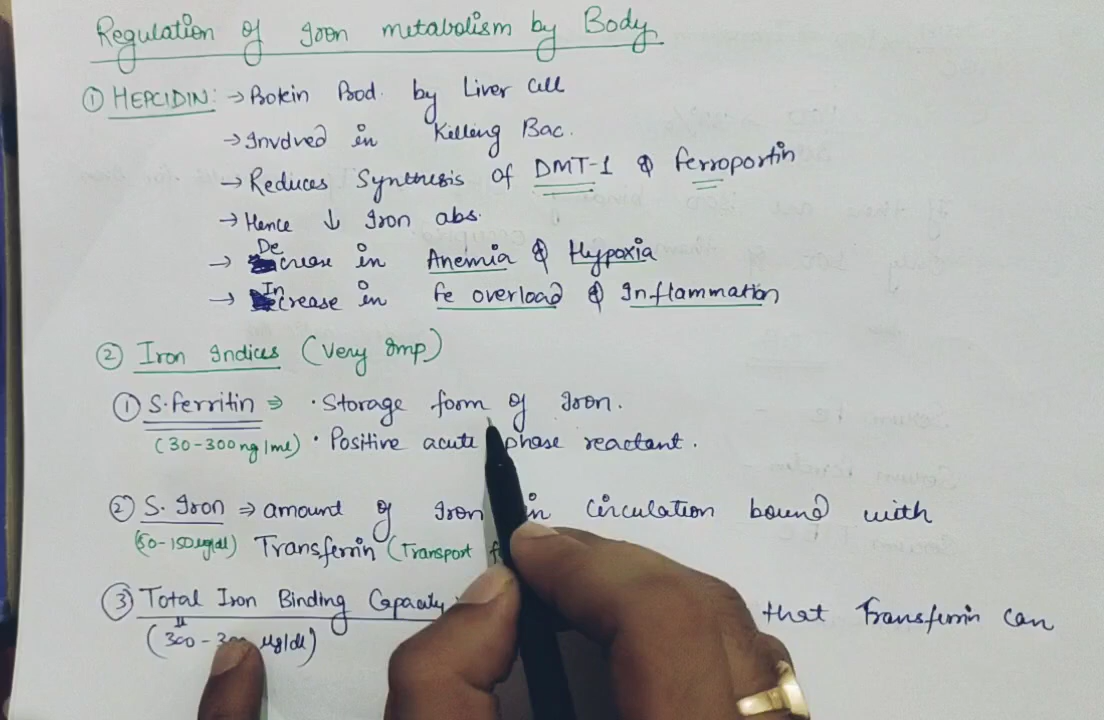 Regulation of Iron metabolism by Body
① HEPCIDIN: → Protein Prod. by Liver cell
→ Involved in Killing Bac.
→ Reduces Synthesis of DMT-1 & Ferroportin
→ Hence ↓ Iron abs.
→ Decrease in Anemia & Hypoxia
→ Increase in Fe overload & Inflammation
② Iron Indices (Very Imp)
① S. Ferritin ⇒ • Storage form of Iron.
(30-300 ng/ml) • Positive acute phase reactant.
② S. Iron ⇒ amount of Iron in Circulation bound with
(50-150 µg/dl) Transferrin (Transport
③ Total Iron Binding Capacity that Transferrin can
(300- µg/dl)